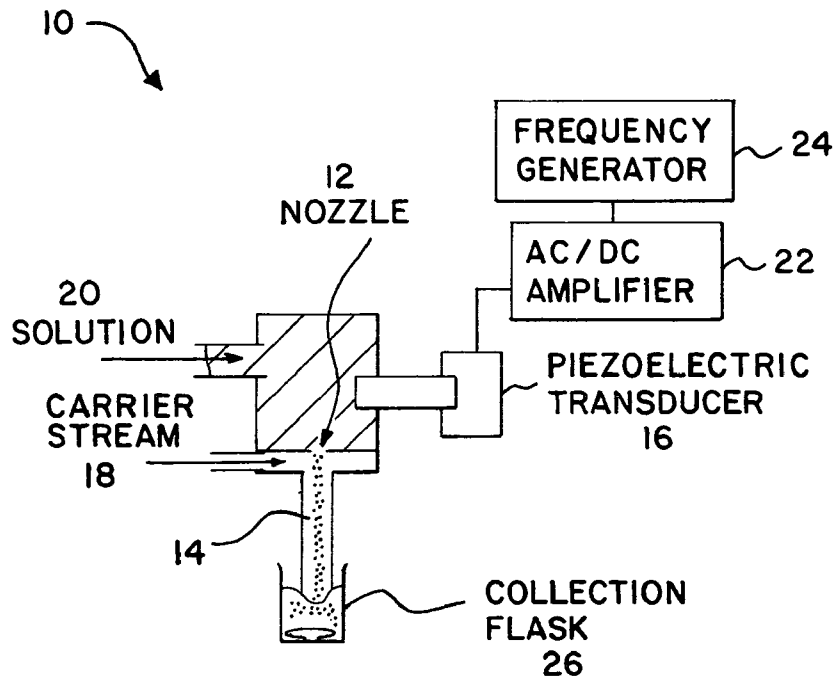 10
FREQUENCY
GENERATOR
24
12
NOZZLE
AC/DC
AMPLIFIER
22
20
SOLUTION
PIEZOELECTRIC
TRANSDUCER
16
CARRIER
STREAM
18
14
COLLECTION
FLASK
26